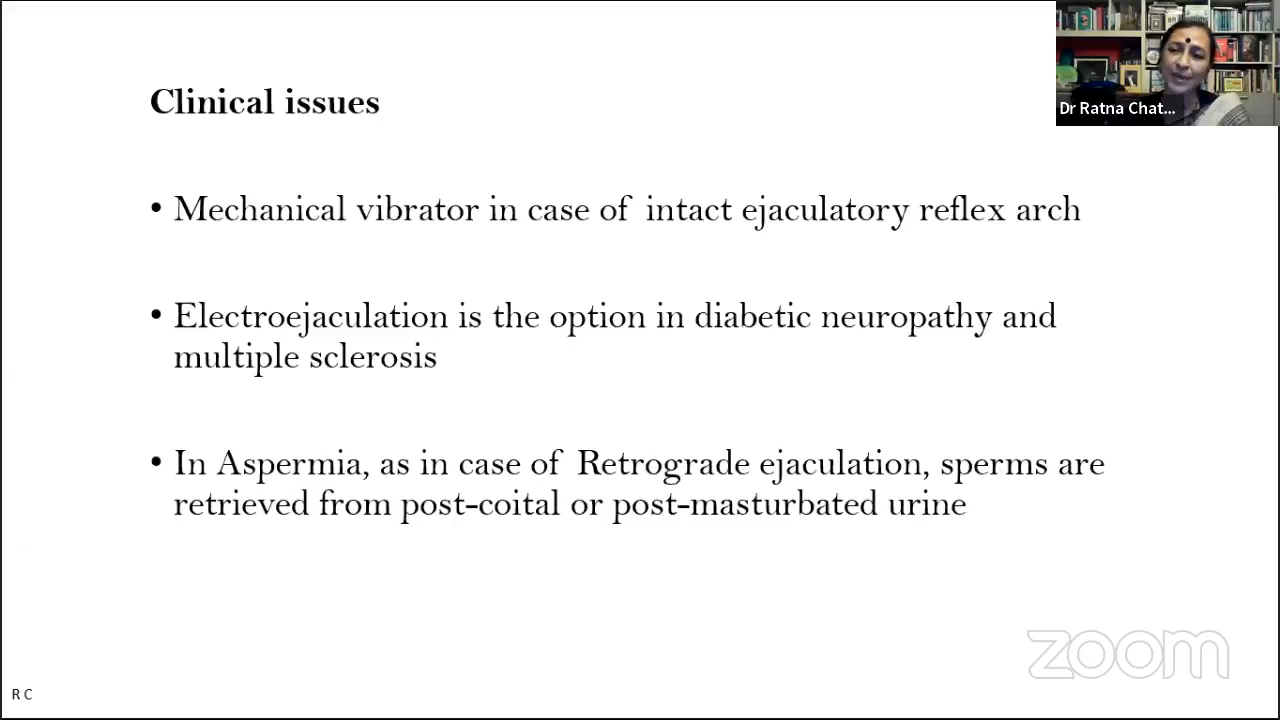 Clinical issues
Dr Ratna Chat...
• Mechanical vibrator in case of intact ejaculatory reflex arch
• Electroejaculation is the option in diabetic neuropathy and
multiple sclerosis
• In Aspermia, as in case of Retrograde ejaculation, sperms are
retrieved from post-coital or post-masturbated urine
zoom
R C